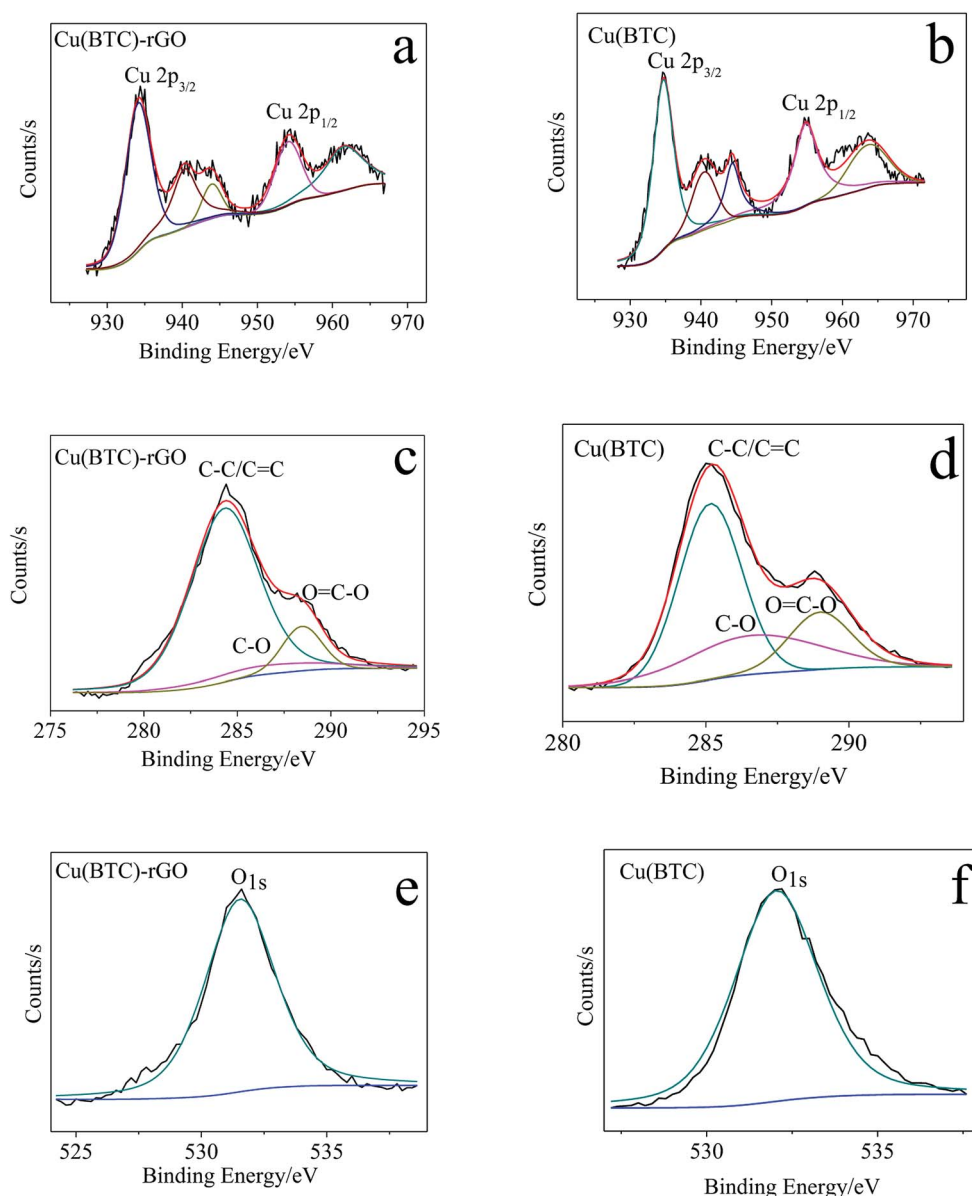 Cu(BTC)-rGO
a
Cu 2p3/2
Cu 2p1/2
Counts/s
930 940 950 960 970
Binding Energy/eV
Cu(BTC)
b
Cu 2p3/2
Cu 2p1/2
Counts/s
930 940 950 960 970
Binding Energy/eV
Cu(BTC)-rGO
c
C-C/C=C
O=C-O
C-O
Counts/s
275 280 285 290 295
Binding Energy/eV
Cu(BTC)
d
C-C/C=C
O=C-O
C-O
Counts/s
280 285 290
Binding Energy/eV
Cu(BTC)-rGO
e
O1s
Counts/s
525 530 535
Binding Energy/eV
Cu(BTC)
f
O1s
Counts/s
530 535
Binding Energy/eV